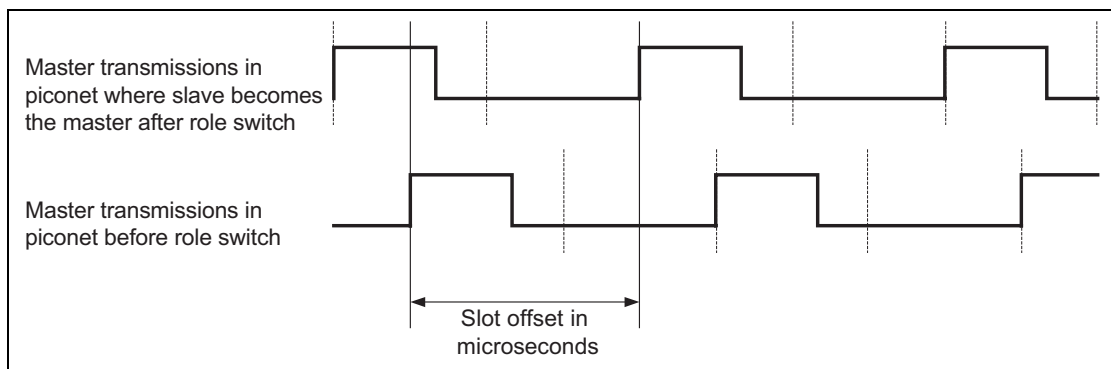 Master transmissions in
piconet where slave becomes
the master after role switch
Master transmissions in
piconet before role switch
Slot offset in
microseconds